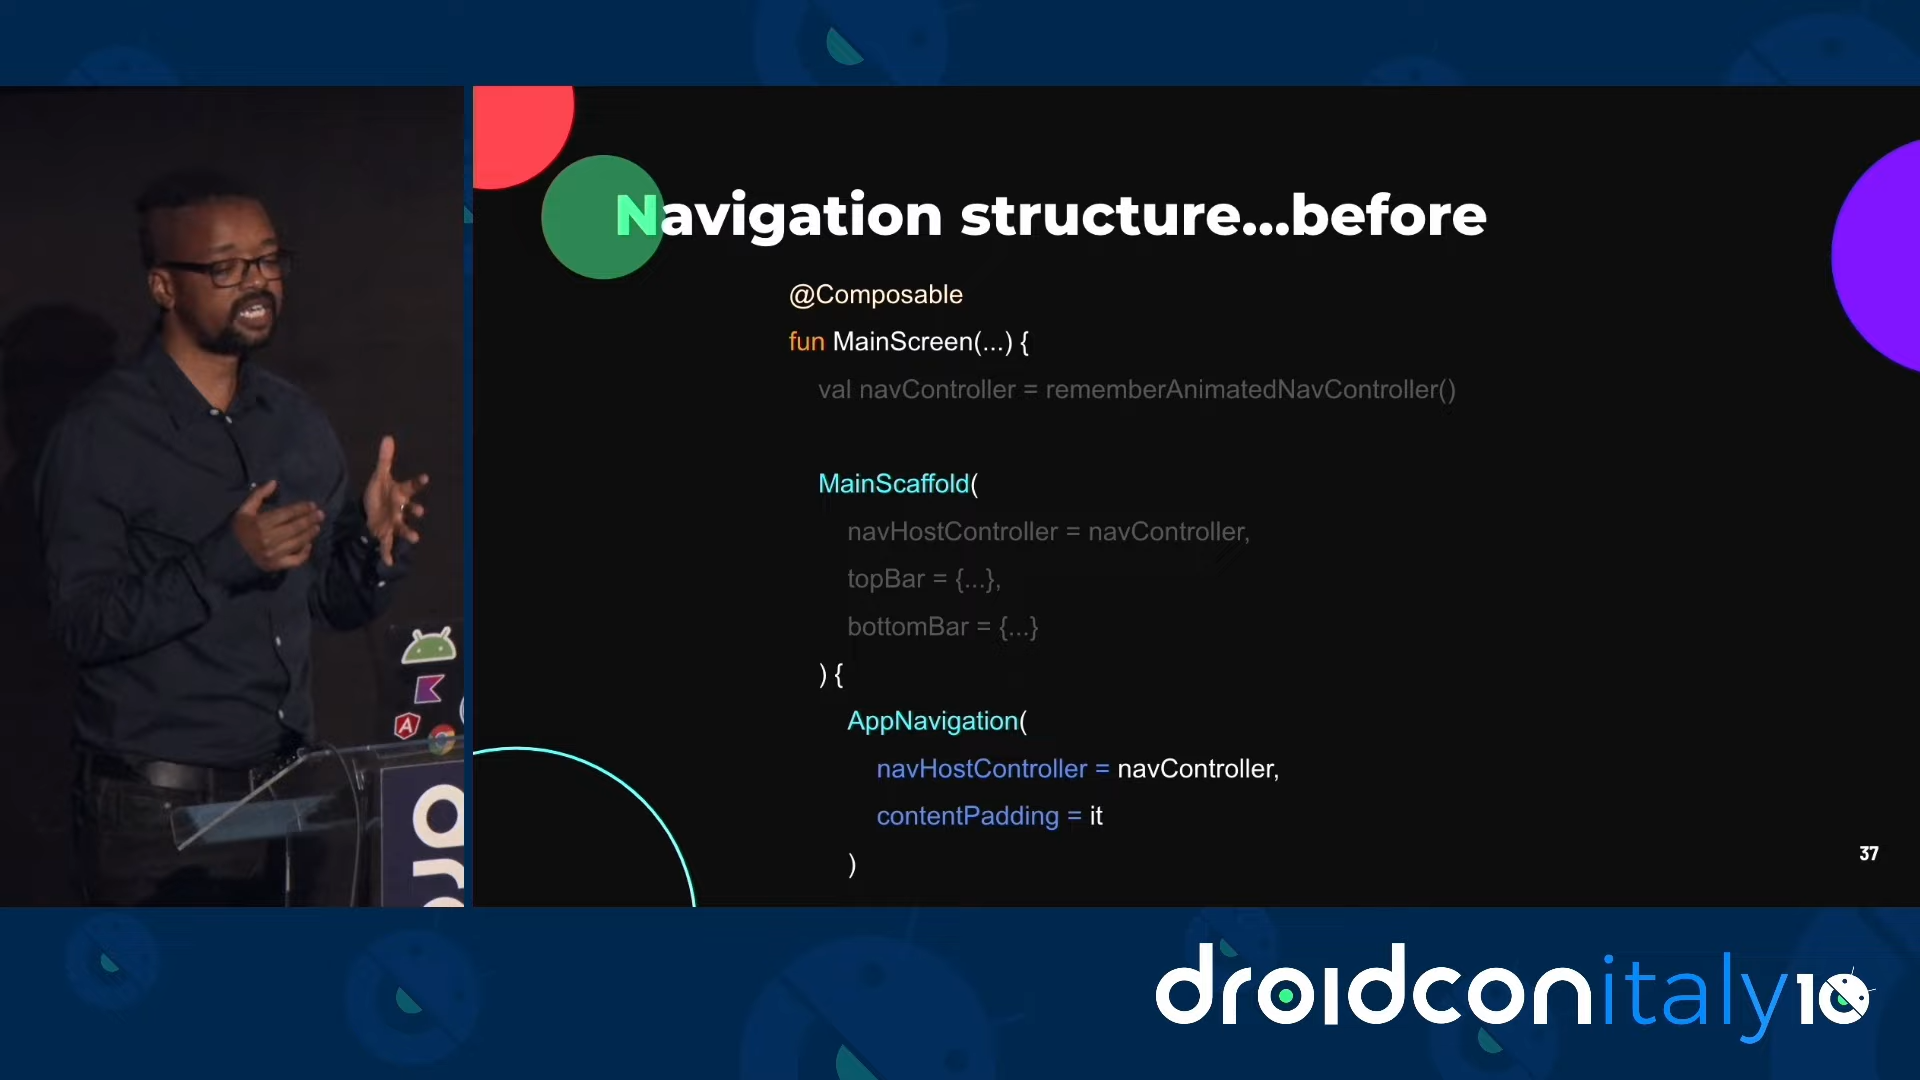 Navigation structure...before
@Composable
fun MainScreen(...) {
val navController = rememberAnimatedNavController()
MainScaffold(
navHostController = navController,
topBar = {...},
bottomBar = {...}
) {
AppNavigation(
navHostController = navController,
contentPadding = it
)
37
droidconitaly10